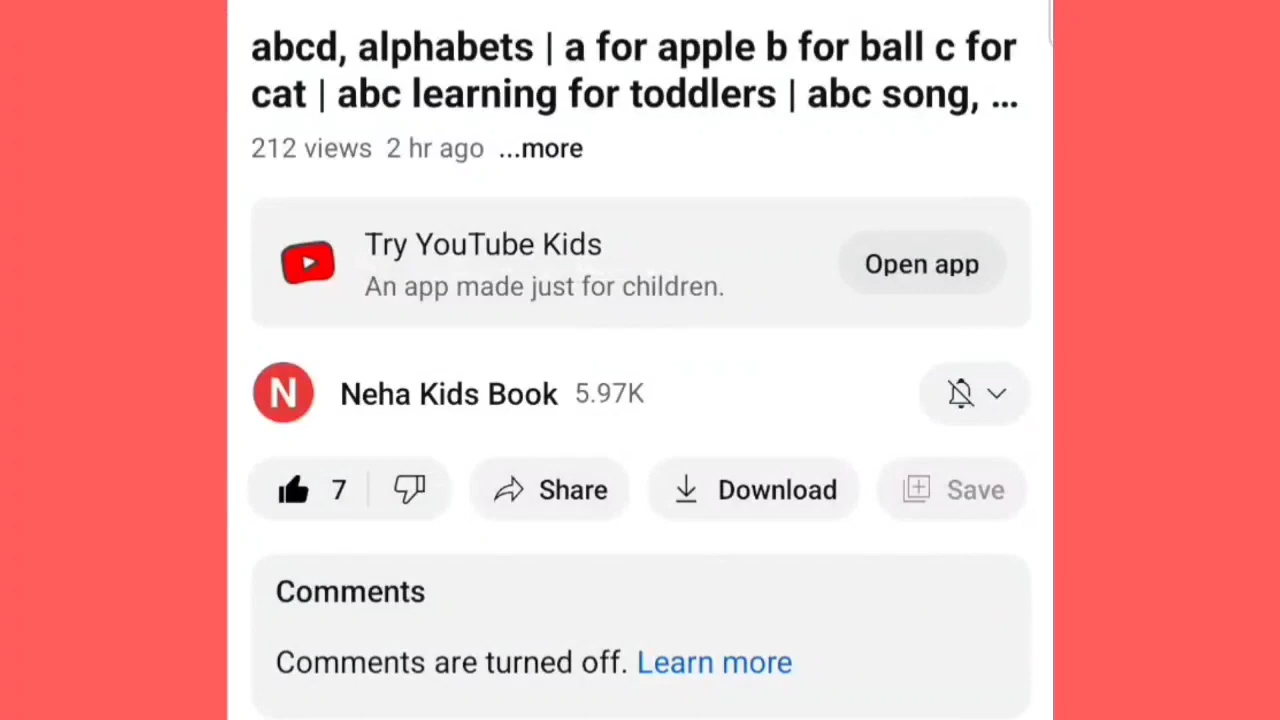 abcd, alphabets | a for apple b for ball c for
cat | abc learning for toddlers | abc song, ...
212 views 2 hr ago ...more
Try YouTube Kids
An app made just for children.
Open app
N
Neha Kids Book 5.97K
7
Share
Download
Save
Comments
Comments are turned off. Learn more